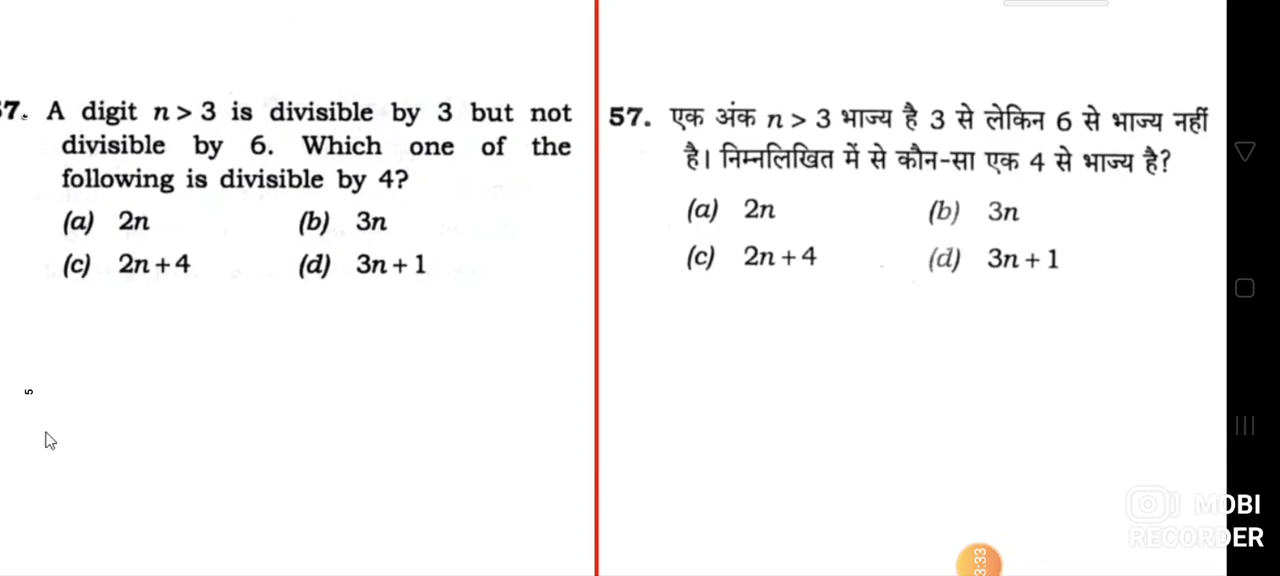 57. A digit n > 3 is divisible by 3 but not
divisible by 6. Which one of the
following is divisible by 4?
(a) 2n (b) 3n
(c) 2n + 4 (d) 3n + 1
57. एक अंक n > 3 भाज्य है 3 से लेकिन 6 से भाज्य नहीं
है। निम्नलिखित में से कौन-सा एक 4 से भाज्य है?
(a) 2n (b) 3n
(c) 2n + 4 (d) 3n + 1
5
MOBI
RECORDER
3:33